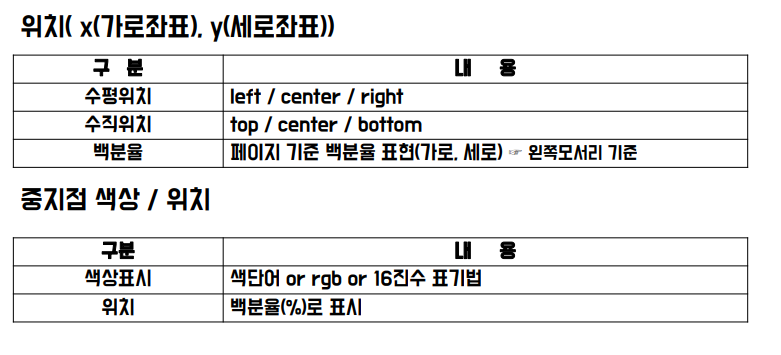 위치( x(가로좌표), y(세로좌표))
구 분 내 용
수평위치 left / center / right
수직위치 top / center / bottom
백분율 페이지 기준 백분율 표현(가로, 세로) ☞ 왼쪽모서리 기준
중지점 색상 / 위치
구분 내 용
색상표시 색단어 or rgb or 16진수 표기법
위치 백분율(%)로 표시